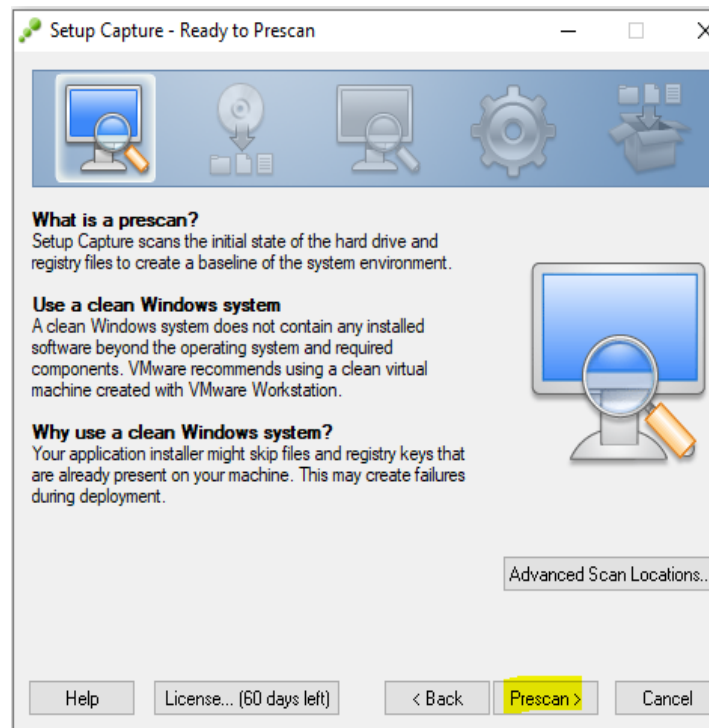 Setup Capture - Ready to Prescan
What is a prescan?
Setup Capture scans the initial state of the hard drive and
registry files to create a baseline of the system environment.
Use a clean Windows system
A clean Windows system does not contain any installed
software beyond the operating system and required
components. VMware recommends using a clean virtual
machine created with VMware Workstation.
Why use a clean Windows system?
Your application installer might skip files and registry keys that
are already present on your machine. This may create failures
during deployment.
Advanced Scan Locations..
Help License... (60 days left) < Back Prescan > Cancel